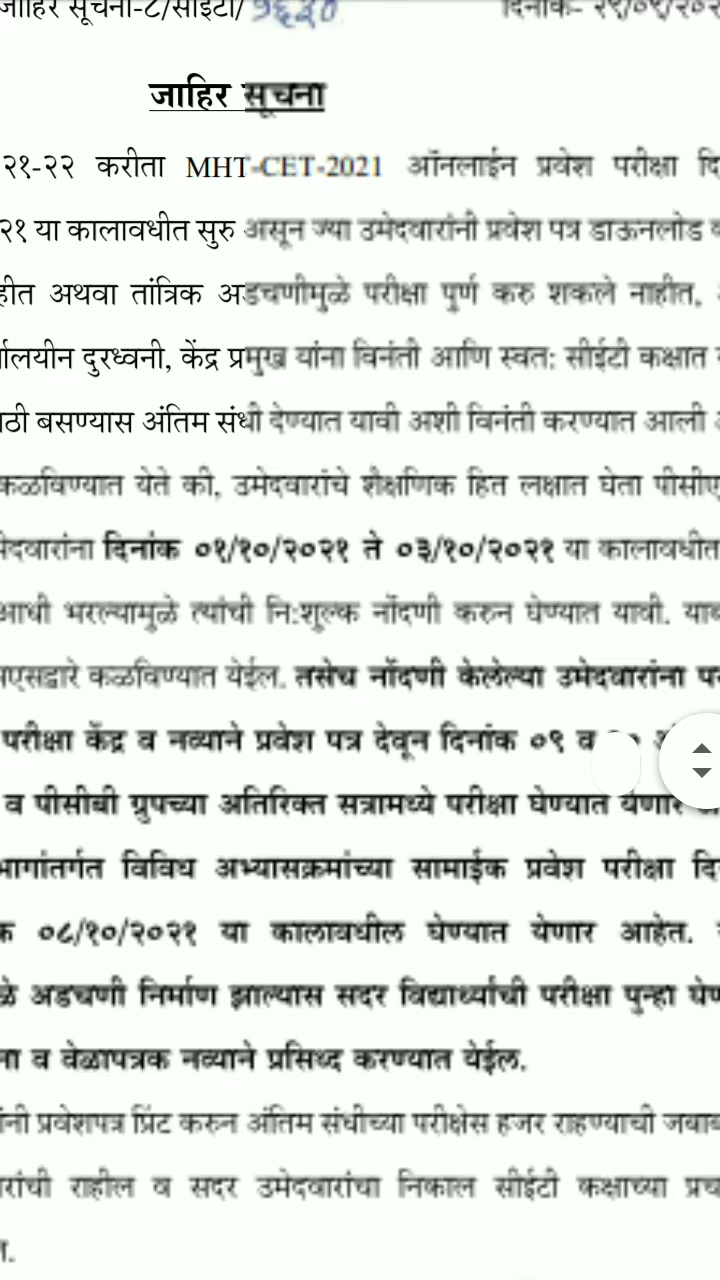 जाहिर सूचना-८/सीइटी/ १६३०
दिनांक- २९/०९/२०२
जाहिर सूचना
२१-२२ करीता MHT-CET-2021 ऑनलाईन प्रवेश परीक्षा दि
२१ या कालावधीत सुरु असून ज्या उमेदवारांनी प्रवेश पत्र डाऊनलोड
हीत अथवा तांत्रिक अडचणीमुळे परीक्षा पुर्ण करु शकले नाहीत.
र्यालयीन दुरध्वनी, केंद्र प्रमुख यांना विनंती आणि स्वत: सीईटी कक्षात
ाठी बसण्यास अंतिम संधी देण्यात यावी अशी विनंती करण्यात आली
कळविण्यात येते की, उमेदवारांचे शैक्षणिक हित लक्षात घेता पीसीए
मेदवारांना दिनांक ०१/१०/२०२१ ते ०३/१०/२०२१ या कालावधीत
आधी भरल्यामुळे त्यांची नि:शुल्क नोंदणी करुन घेण्यात यावी. याब
एसद्वारे कळविण्यात येईल. तसेच नोंदणी केलेल्या उमेदवारांना पर
परीक्षा केंद्र व नव्याने प्रवेश पत्र देवून दिनांक ०९ व
व पीसीबी ग्रुपच्या अतिरिक्त सत्रामध्ये परीक्षा घेण्यात येणार
भागांतर्गत विविध अभ्यासक्रमांच्या सामाईक प्रवेश परीक्षा दि
क ०८/१०/२०२१ या कालावधील घेण्यात येणार आहेत.
ळे अडचणी निर्माण झाल्यास सदर विद्यार्थ्यांची परीक्षा पुन्हा घेण
ना व वेळापत्रक नव्याने प्रसिध्द करण्यात येईल.
ंनी प्रवेशपत्र प्रिंट करुन अंतिम संधीच्या परीक्षेस हजर राहण्याची जवाब
रांची राहील व सदर उमेदवारांचा निकाल सीईटी कक्षाच्या प्रच
त.